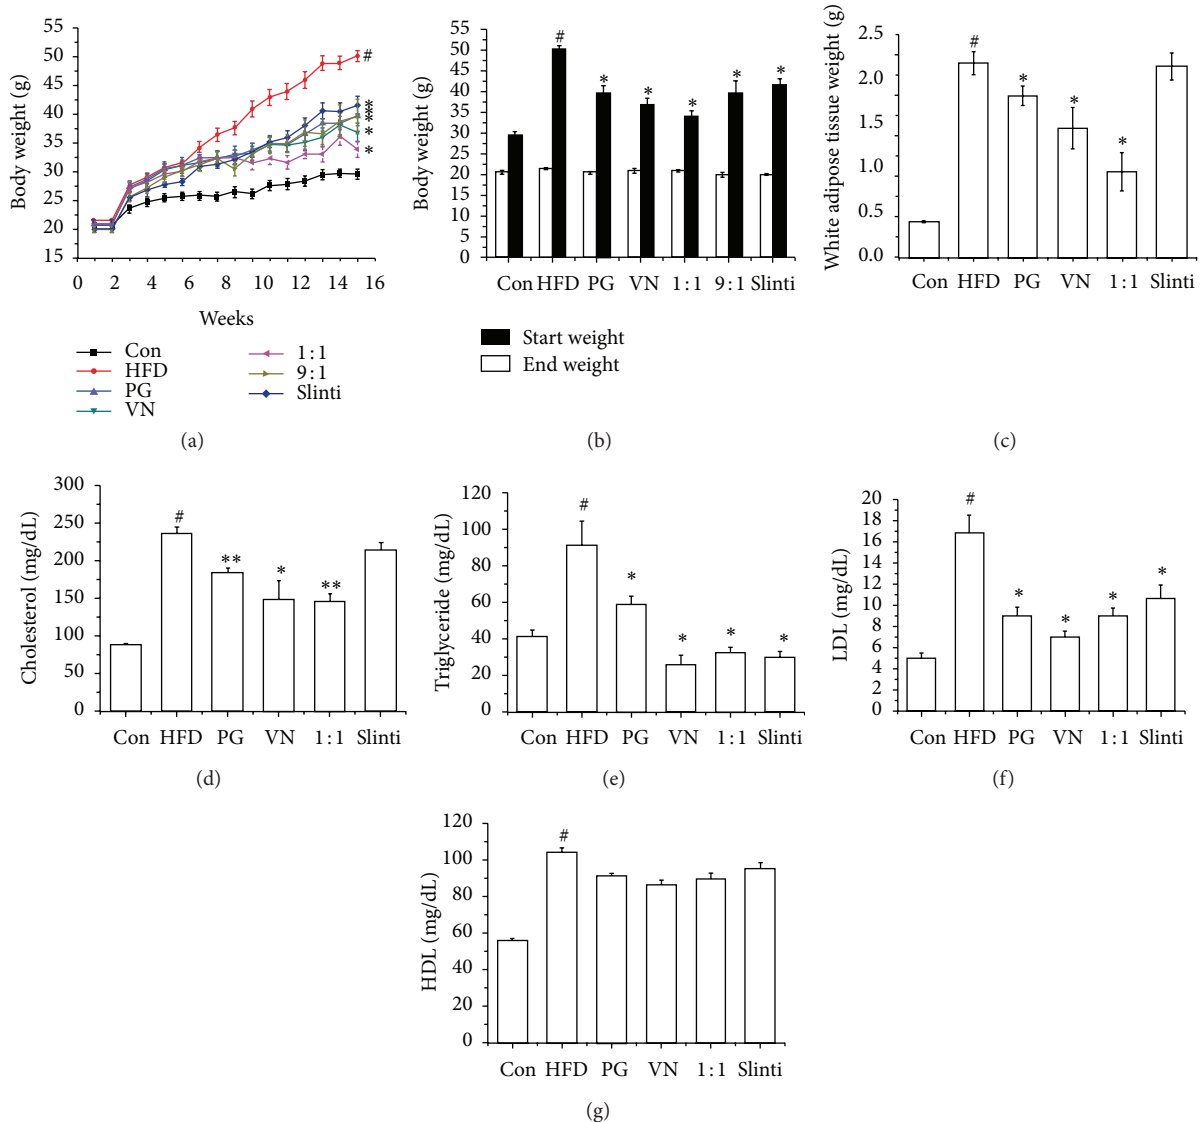 Body weight (g)
55
50
45
40
35
30
25
20
15
#
*
*
*
*
*
0 2 4 6 8 10 12 14 16
Weeks
Con
HFD
PG
VN
1:1
9:1
Slinti
(a)
Body weight (g)
55
50
45
40
35
30
25
20
15
10
5
0
# * * * * *
Con HFD PG VN 1:1 9:1 Slinti
Start weight
End weight
(b)
White adipose tissue weight (g)
2.5
2.0
1.5
1.0
0.5
0.0
# * * *
Con HFD PG VN 1:1 Slinti
(c)
Cholesterol (mg/dL)
300
250
200
150
100
50
0
# ** * **
Con HFD PG VN 1:1 Slinti
(d)
Triglyceride (mg/dL)
120
100
80
60
40
20
0
# * * * *
Con HFD PG VN 1:1 Slinti
(e)
LDL (mg/dL)
20
18
16
14
12
10
8
6
4
2
0
# * * * *
Con HFD PG VN 1:1 Slinti
(f)
HDL (mg/dL)
120
100
80
60
40
20
0
#
Con HFD PG VN 1:1 Slinti
(g)